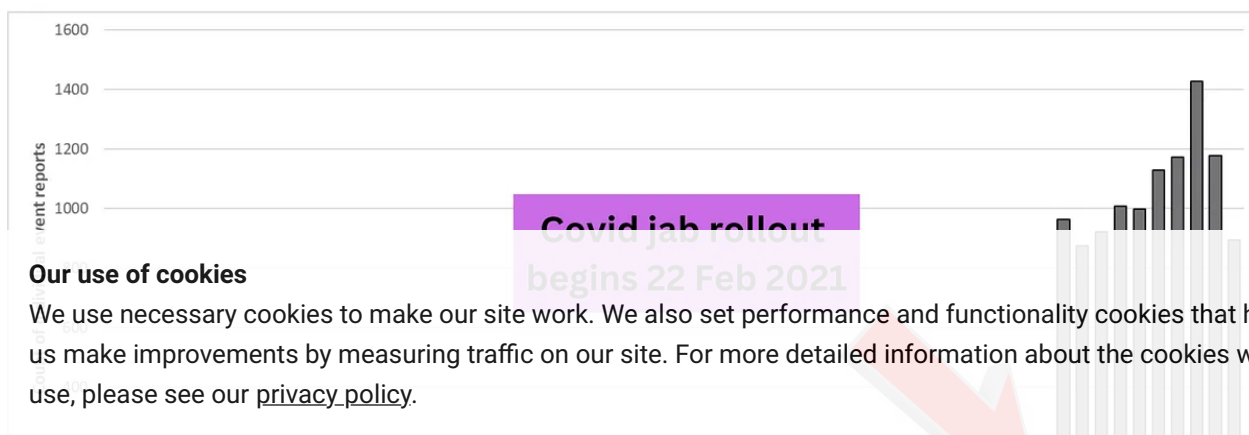 1600
1400
1200
1000
Covid jab rollout
begins 22 Feb 2021
Our use of cookies
We use necessary cookies to make our site work. We also set performance and functionality cookies that
us make improvements by measuring traffic on our site. For more detailed information about the cookies
use, please see our privacy policy.
event reports